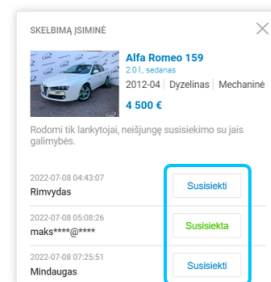 SKELBIMĄ ĮSIMINĖ
Alfa Romeo 159
2.0 l., sedanas
2012-04 Dyzelinas Mechaninė
4 500 €
Rodomi tik lankytojai, neišjungę susisiekimo su jais
galimybės.
2022-07-08 04:43:07
Rimvydas
Susisiekti
2022-07-08 05:08:26
maks****@****
Susisiekta
2022-07-08 07:25:51
Mindaugas
Susisiekti